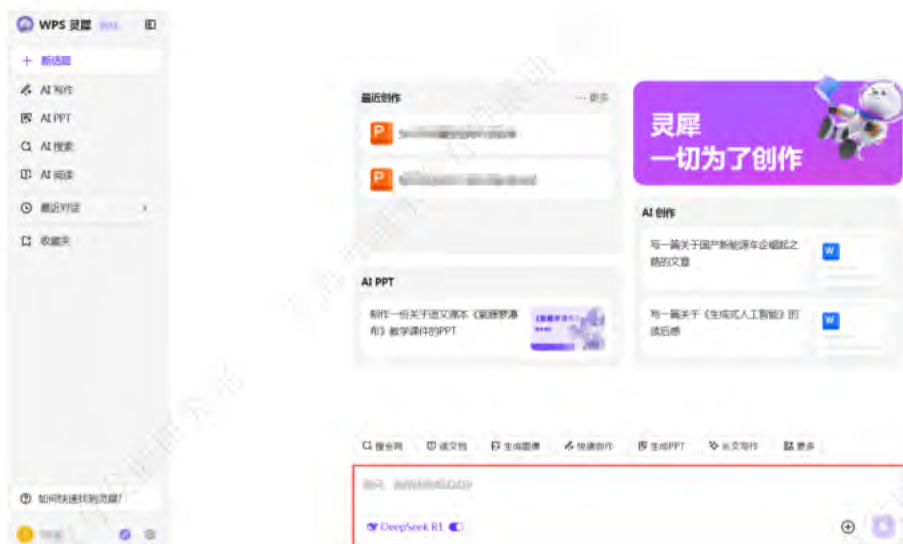 WPS 灵犀
新话题
AI 写作
AI PPT
AI 搜索
AI 阅读
最近对话
收藏夹
如何快速找到灵犀?
最近创作
··· 更多
灵犀
一切为了创作
AI 创作
写一篇关于国产新能源车企崛起之
路的文章
写一篇关于《生成式人工智能》的
读后感
AI PPT
制作一份关于语文课本《紫藤萝瀑
布》教学课件的PPT
搜全网 读文档 生成图像 快速创作 生成PPT 长文写作 更多
DeepSeek R1